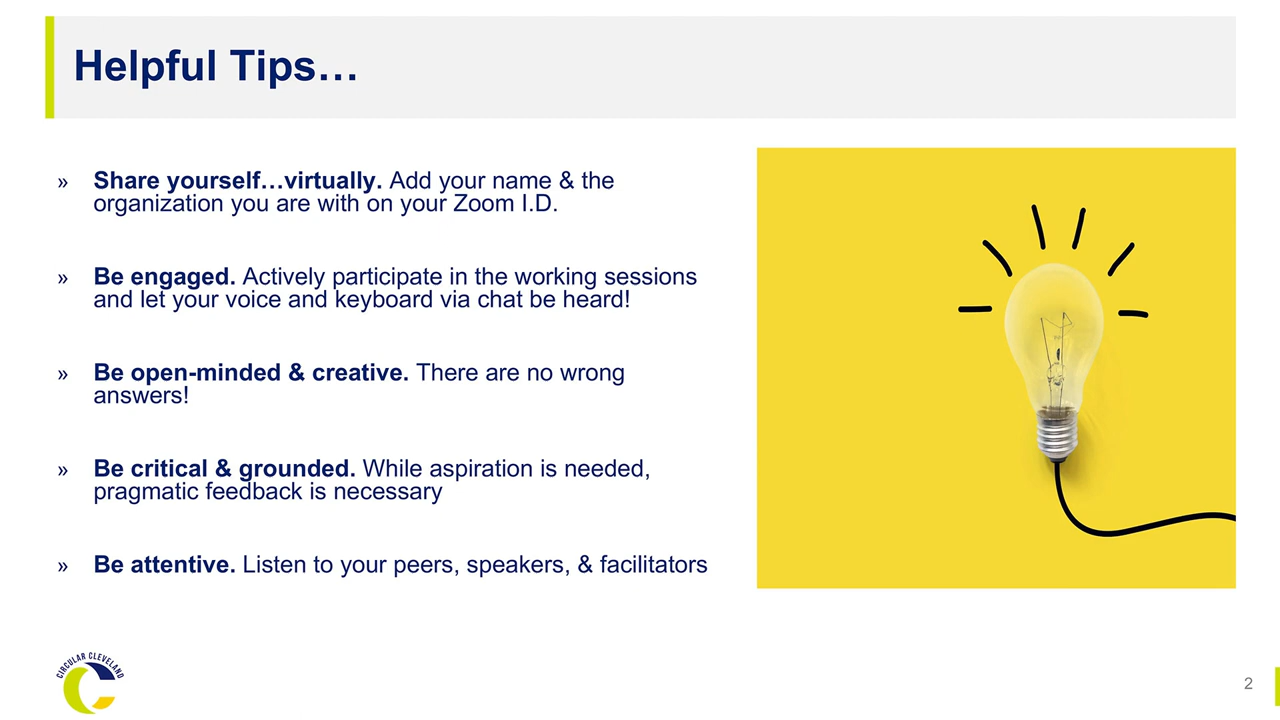 Helpful Tips…
» Share yourself…virtually. Add your name & the
organization you are with on your Zoom I.D.
» Be engaged. Actively participate in the working sessions
and let your voice and keyboard via chat be heard!
» Be open-minded & creative. There are no wrong
answers!
» Be critical & grounded. While aspiration is needed,
pragmatic feedback is necessary
» Be attentive. Listen to your peers, speakers, & facilitators
CIRCULAR CLEVELAND
2